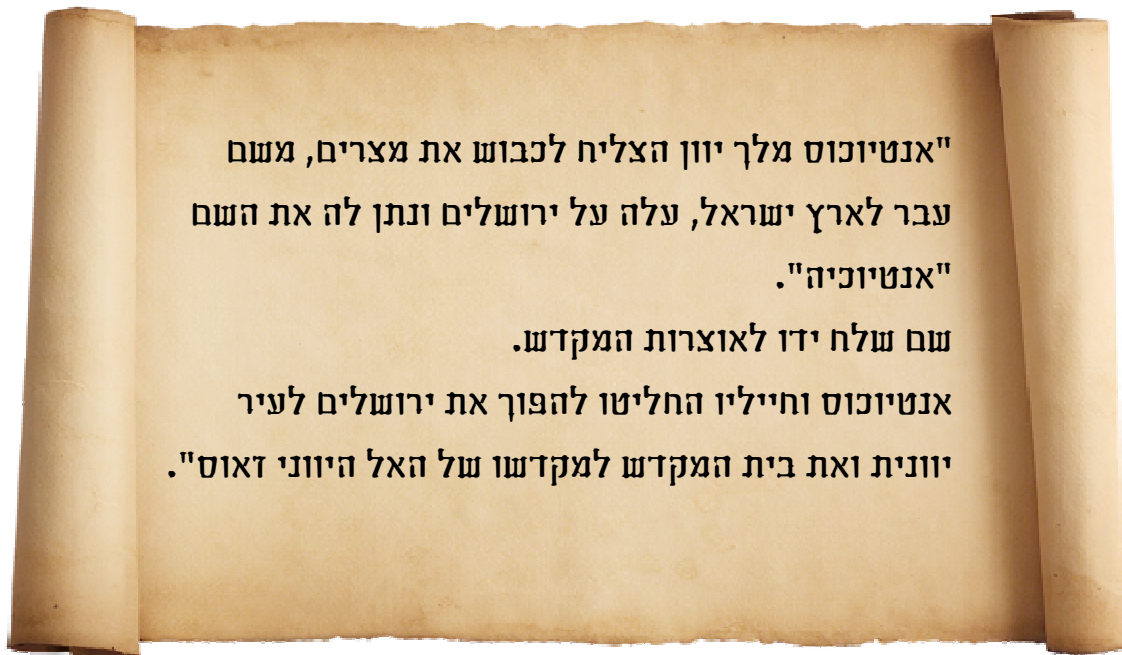 "אנטיוכוס מלך יוון הצליח לכבוש את מצרים, משם
עבר לארץ ישראל, עלה על ירושלים ונתן לה את השם
"אנטיוכיה".
שם שלח ידו לאוצרות המקדש.
אנטיוכוס וחייליו החליטו להפוך את ירושלים לעיר
יוונית ואת בית המקדש למקדשו של האל היווני זאוס".